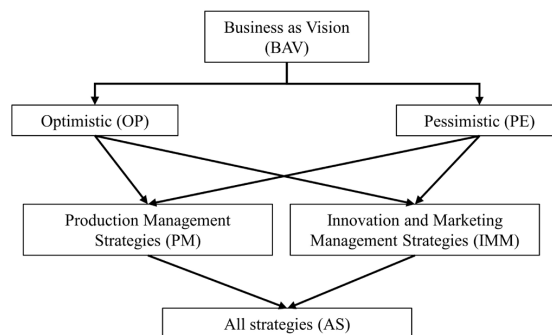 Business as Vision
(BAV)
Optimistic (OP)
Pessimistic (PE)
Production Management
Strategies (PM)
Innovation and Marketing
Management Strategies (IMM)
All strategies (AS)